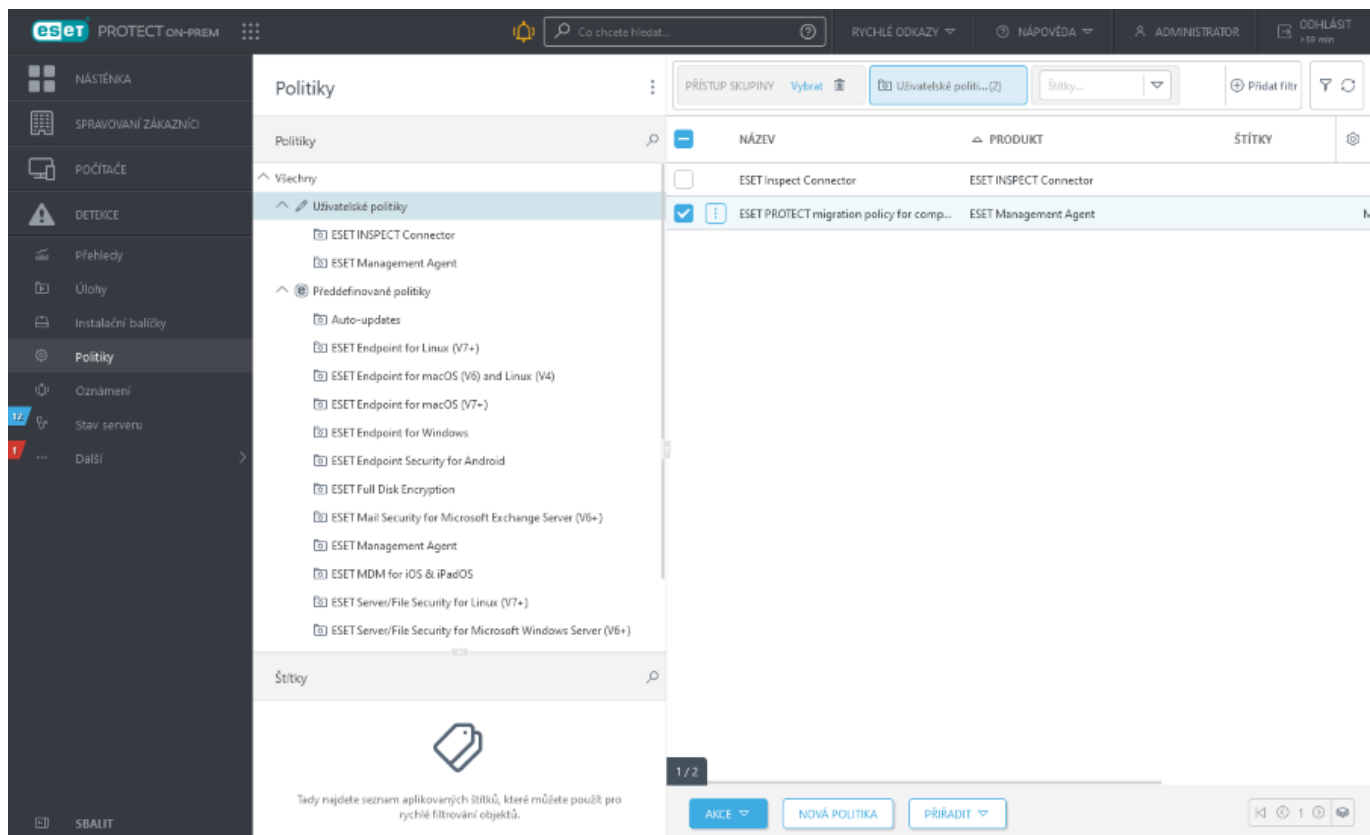 eset PROTECT ON-PREM
Co chcete hledat...
RYCHLÉ ODKAZY
NÁPOVĚDA
ADMINISTRATOR
ODHLÁSIT
>59 min
NÁSTĚNKA
SPRAVOVANÍ ZÁKAZNÍCI
POČÍTAČE
DETEKCE
Přehledy
Úlohy
Instalační balíčky
Politiky
Oznámení
12
Stav serveru
1
Další
SBALIT
Politiky
Politiky
Všechny
Uživatelské politiky
ESET INSPECT Connector
ESET Management Agent
Předdefinované politiky
Auto-updates
ESET Endpoint for Linux (V7+)
ESET Endpoint for macOS (V6) and Linux (V4)
ESET Endpoint for macOS (V7+)
ESET Endpoint for Windows
ESET Endpoint Security for Android
ESET Full Disk Encryption
ESET Mail Security for Microsoft Exchange Server (V6+)
ESET Management Agent
ESET MDM for iOS & iPadOS
ESET Server/File Security for Linux (V7+)
ESET Server/File Security for Microsoft Windows Server (V6+)
Štítky
Tady najdete seznam aplikovaných štítků, které můžete použít pro
rychlé filtrování objektů.
PŘÍSTUP SKUPINY Vybrat
Uživatelské politi...(2)
Štítky...
Přidat filtr
NÁZEV PRODUKT ŠTÍTKY
ESET Inspect Connector ESET INSPECT Connector
ESET PROTECT migration policy for comp... ESET Management Agent
1 / 2
AKCE
NOVÁ POLITIKA
PŘIŘADIT
1